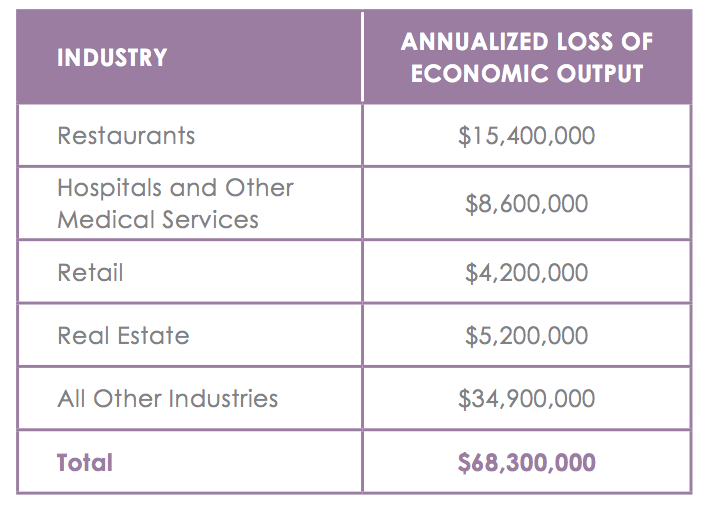 INDUSTRY
ANNUALIZED LOSS OF
ECONOMIC OUTPUT
Restaurants
$15,400,000
Hospitals and Other
Medical Services
$8,600,000
Retail
$4,200,000
Real Estate
$5,200,000
All Other Industries
$34,900,000
Total
$68,300,000